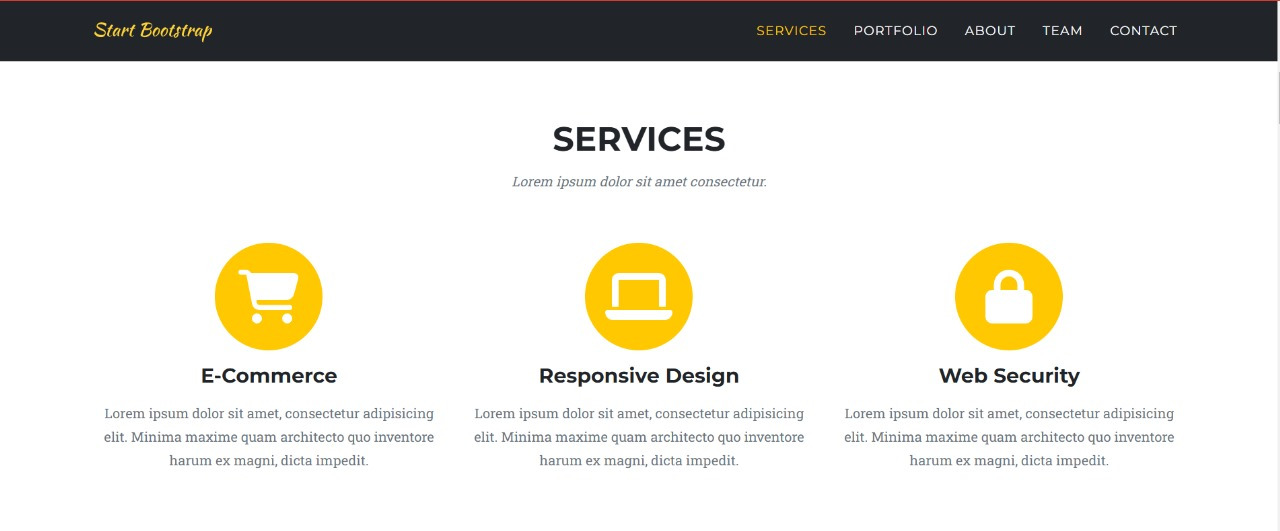 Start Bootstrap
SERVICES PORTFOLIO ABOUT TEAM CONTACT
SERVICES
Lorem ipsum dolor sit amet consectetur.
E-Commerce
Lorem ipsum dolor sit amet, consectetur adipisicing
elit. Minima maxime quam architecto quo inventore
harum ex magni, dicta impedit.
Responsive Design
Lorem ipsum dolor sit amet, consectetur adipisicing
elit. Minima maxime quam architecto quo inventore
harum ex magni, dicta impedit.
Web Security
Lorem ipsum dolor sit amet, consectetur adipisicing
elit. Minima maxime quam architecto quo inventore
harum ex magni, dicta impedit.